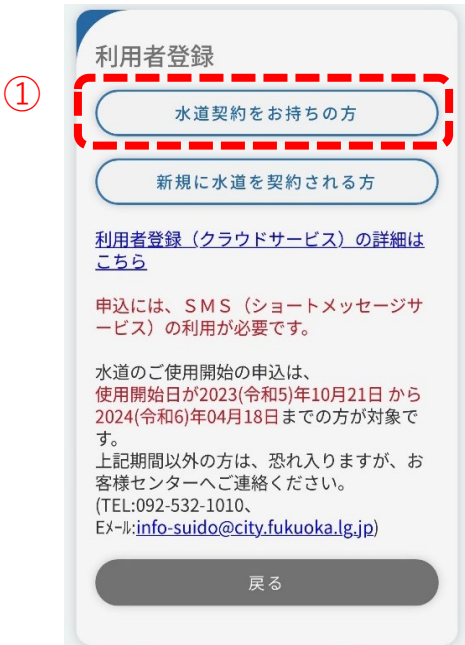 利用者登録
①
水道契約をお持ちの方
新規に水道を契約される方
利用者登録（クラウドサービス）の詳細は
こちら
申込には、ＳＭＳ（ショートメッセージサ
ービス）の利用が必要です。
水道のご使用開始の申込は、
使用開始日が2023(令和5)年10月21日 から
2024(令和6)年04月18日までの方が対象で
す。
上記期間以外の方は、恐れ入りますが、お
客様センターへご連絡ください。
(TEL:092-532-1010、
Eﾒｰﾙ:info-suido@city.fukuoka.lg.jp)
戻る